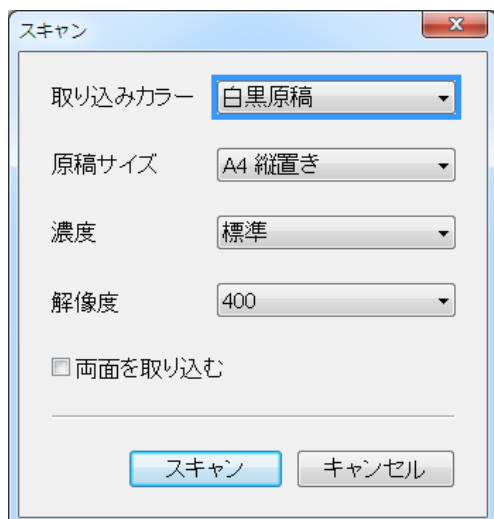 スキャン
取り込みカラー 白黒原稿
原稿サイズ A4 縦置き
濃度 標準
解像度 400
両面を取り込む
スキャン キャンセル